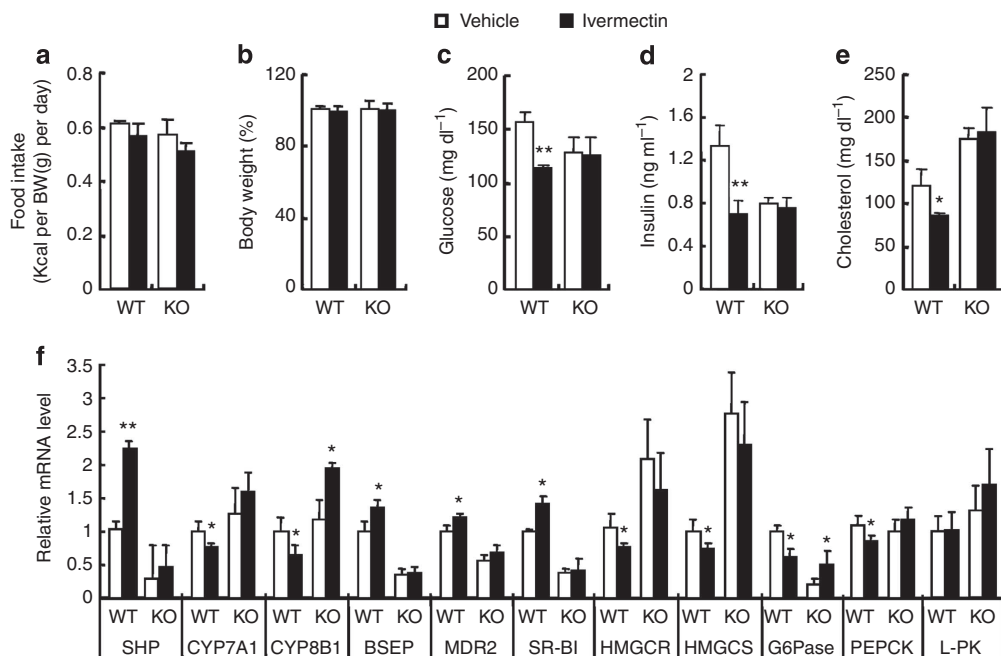 Vehicle Ivermectin
a b c d e
Food intake
(Kcal per BW(g) per day)
0.8
0.6
0.4
0.2
0
WT KO
Body weight (%)
120
80
40
0
WT KO
Glucose (mg dl⁻¹)
200
150
100
50
0
**
WT KO
Insulin (ng ml⁻¹)
2
1.6
1.2
0.8
0.4
0
**
WT KO
Cholesterol (mg dl⁻¹)
250
200
150
100
50
0
*
WT KO
f
Relative mRNA level
3.5
3
2.5
2
1.5
1
0.5
0
** * * * * * * * * * * *
WT KO WT KO WT KO WT KO WT KO WT KO WT KO WT KO WT KO WT KO WT KO
SHP CYP7A1 CYP8B1 BSEP MDR2 SR-BI HMGCR HMGCS G6Pase PEPCK L-PK